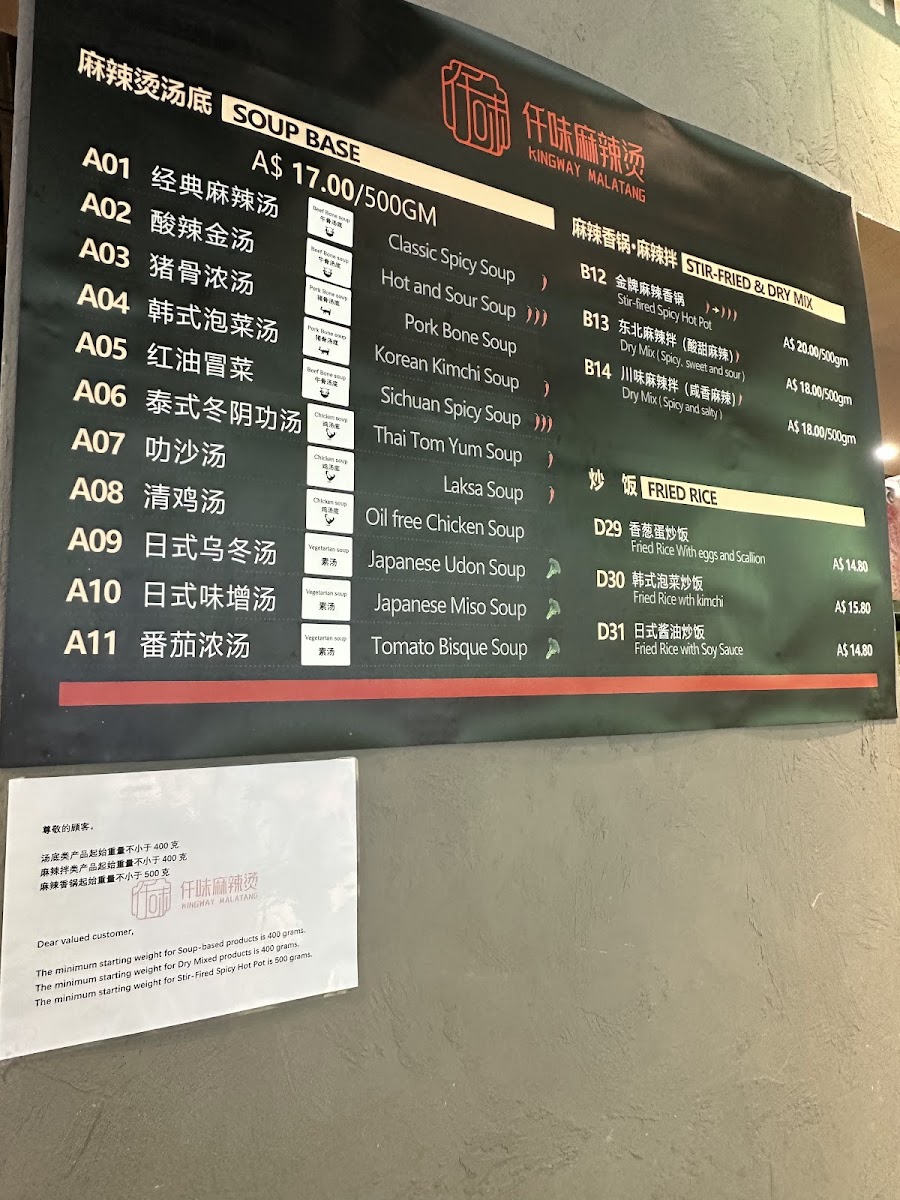 麻辣烫汤底 SOUP BASE
A$ 17.00/500GM
仟味
仟味麻辣烫
KINGWAY MALATANG
A01 经典麻辣汤 Beef Bone soup 牛骨汤底 Classic Spicy Soup
A02 酸辣金汤 Beef Bone soup 牛骨汤底 Hot and Sour Soup
A03 猪骨浓汤 Pork Bone soup 猪骨汤底 Pork Bone Soup
A04 韩式泡菜汤 Pork Bone soup 猪骨汤底 Korean Kimchi Soup
A05 红油冒菜 Beef Bone soup 牛骨汤底 Sichuan Spicy Soup
A06 泰式冬阴功汤 Chicken soup 鸡汤底 Thai Tom Yum Soup
A07 叻沙汤 Chicken soup 鸡汤底 Laksa Soup
A08 清鸡汤 Chicken soup 鸡汤底 Oil free Chicken Soup
A09 日式乌冬汤 Vegetarian soup 素汤 Japanese Udon Soup
A10 日式味增汤 Vegetarian soup 素汤 Japanese Miso Soup
A11 番茄浓汤 Vegetarian soup 素汤 Tomato Bisque Soup
麻辣香锅·麻辣拌 STIR-FRIED & DRY MIX
B12 金牌麻辣香锅
Stir-fired Spicy Hot Pot
A$ 20.00/500gm
B13 东北麻辣拌（酸甜麻辣）
Dry Mix ( Spicy, sweet and sour )
A$ 18.00/500gm
B14 川味麻辣拌（咸香麻辣）
Dry Mix ( Spicy and salty )
A$ 18.00/500gm
炒 饭 FRIED RICE
D29 香葱蛋炒饭
Fried Rice With eggs and Scallion
A$ 14.80
D30 韩式泡菜炒饭
Fried Rice wth kimchi
A$ 15.80
D31 日式酱油炒饭
Fried Rice with Soy Sauce
A$ 14.80
尊敬的顾客，
汤底类产品起始重量不小于 400 克
麻辣拌类产品起始重量不小于 400 克
麻辣香锅起始重量不小于 500 克
仟味
仟味麻辣烫
KINGWAY MALATANG
Dear valued customer,
The minimum starting weight for Soup-based products is 400 grams.
The minimum starting weight for Dry Mixed products is 400 grams.
The minimum starting weight for Stir-Fired Spicy Hot Pot is 500 grams.